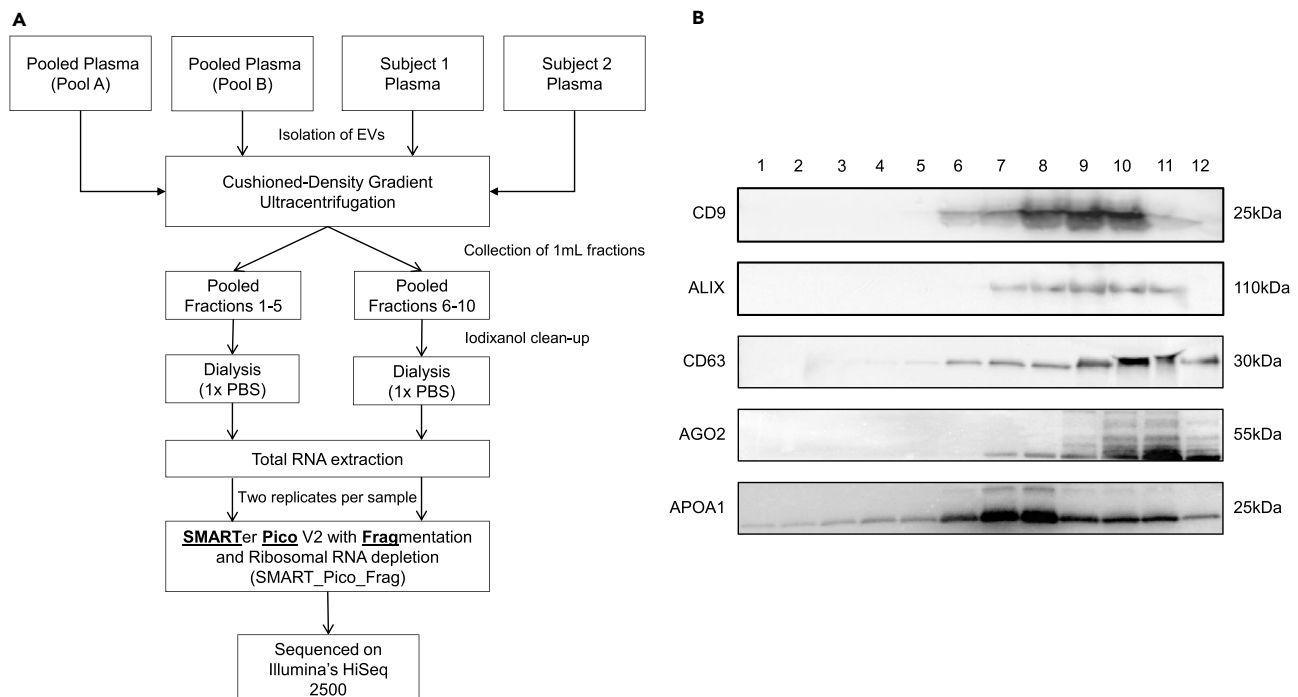 A
Pooled Plasma
(Pool A)
Pooled Plasma
(Pool B)
Subject 1
Plasma
Subject 2
Plasma
Isolation of EVs
Cushioned-Density Gradient
Ultracentrifugation
Collection of 1mL fractions
Pooled
Fractions 1-5
Pooled
Fractions 6-10
Iodixanol clean-up
Dialysis
(1x PBS)
Dialysis
(1x PBS)
Total RNA extraction
Two replicates per sample
SMARTer Pico V2 with Fragmentation
and Ribosomal RNA depletion
(SMART_Pico_Frag)
Sequenced on
Illumina's HiSeq
2500
B
1 2 3 4 5 6 7 8 9 10 11 12
CD9 25kDa
ALIX 110kDa
CD63 30kDa
AGO2 55kDa
APOA1 25kDa